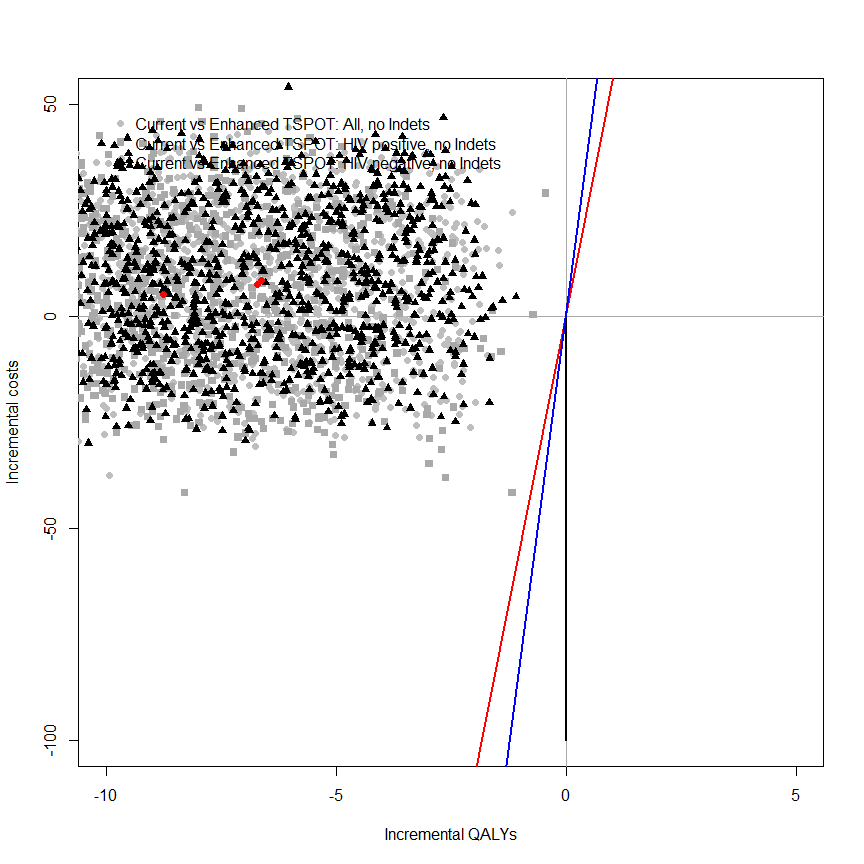 50
Current vs Enhanced TSPOT: All, no Indets
Current vs Enhanced TSPOT: HIV positive, no Indets
Current vs Enhanced TSPOT: HIV negative, no Indets
0
-50
-100
Incremental costs
-10
-5
0
5
Incremental QALYs